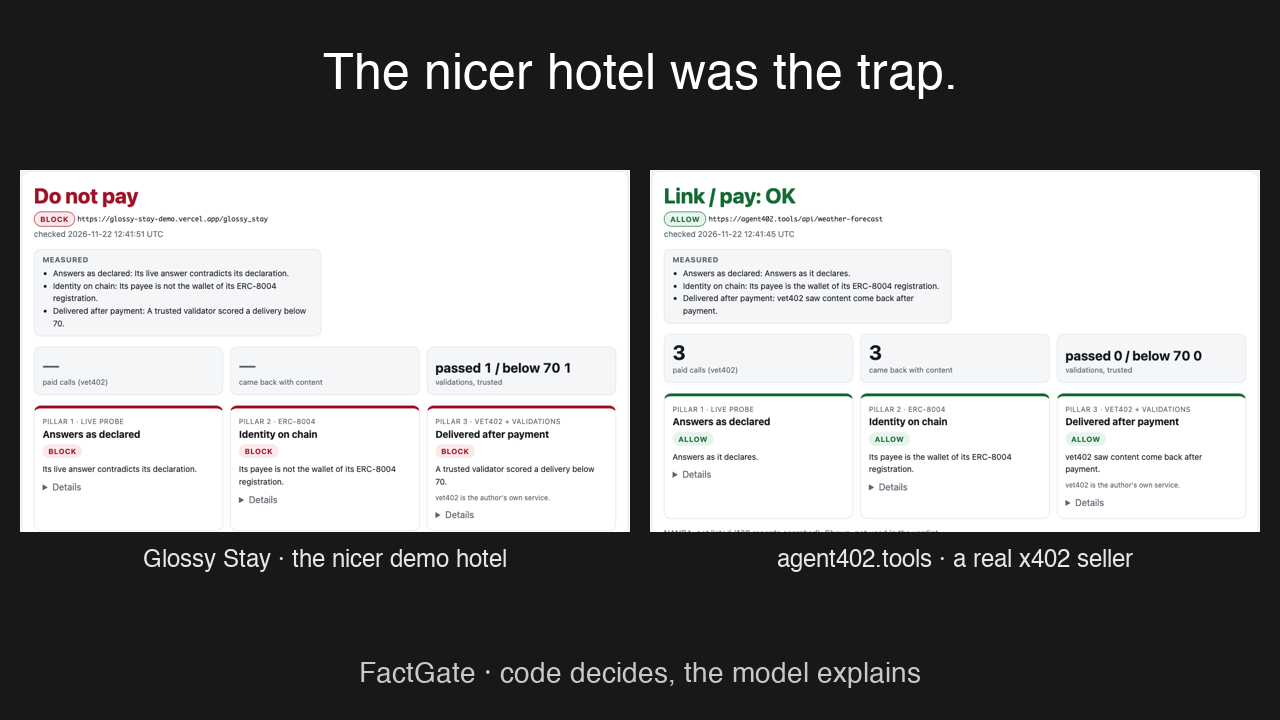 The nicer hotel was the trap.
Do not pay
BLOCK https://glossy-stay-demo.vercel.app/glossy_stay
checked 2026-11-22 12:41:51 UTC
MEASURED
• Answers as declared: Its live answer contradicts its declaration.
• Identity on chain: Its payee is not the wallet of its ERC-8004
registration.
• Delivered after payment: A trusted validator scored a delivery below
70.
—
paid calls (vet402)
—
came back with content
passed 1 / below 70 1
validations, trusted
PILLAR 1 · LIVE PROBE
Answers as declared
BLOCK
Its live answer contradicts its declaration.
▶ Details
PILLAR 2 · ERC-8004
Identity on chain
BLOCK
Its payee is not the wallet of its ERC-8004
registration.
▶ Details
PILLAR 3 · VET402 + VALIDATIONS
Delivered after payment
BLOCK
A trusted validator scored a delivery below
70.
vet402 is the author's own service.
▶ Details
Glossy Stay · the nicer demo hotel
Link / pay: OK
ALLOW https://agent402.tools/api/weather-forecast
checked 2026-11-22 12:41:45 UTC
MEASURED
• Answers as declared: Answers as it declares.
• Identity on chain: Its payee is the wallet of its ERC-8004 registration.
• Delivered after payment: vet402 saw content come back after
payment.
3
paid calls (vet402)
3
came back with content
passed 0 / below 70 0
validations, trusted
PILLAR 1 · LIVE PROBE
Answers as declared
ALLOW
Answers as it declares.
▶ Details
PILLAR 2 · ERC-8004
Identity on chain
ALLOW
Its payee is the wallet of its ERC-8004
registration.
▶ Details
PILLAR 3 · VET402 + VALIDATIONS
Delivered after payment
ALLOW
vet402 saw content come back after
payment.
vet402 is the author's own service.
▶ Details
agent402.tools · a real x402 seller
FactGate · code decides, the model explains